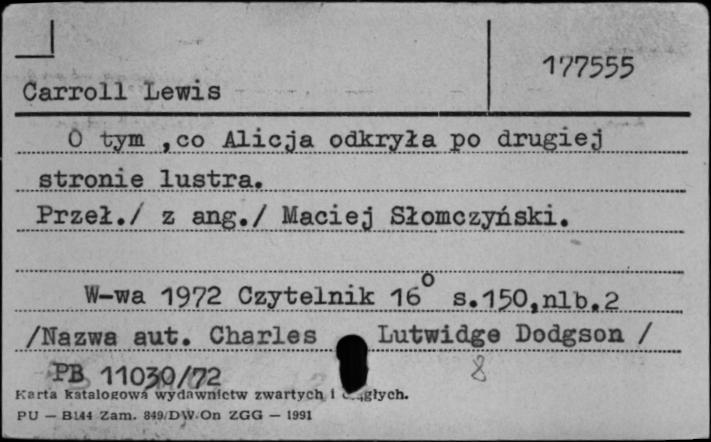 177555
Carroll Lewis
O tym ,co Alicja odkryła po drugiej
stronie lustra.
Przeł./ z ang./ Maciej Słomczyński.
W-wa 1972 Czytelnik 16° s.150,nlb.2
/Nazwa aut. Charles Lutwidge Dodgson /
PB 11030/72 8
Karta katalogowa wydawnictw zwartych i ciągłych.
PU — B144 Zam. 849/DW/On ZGG — 1991